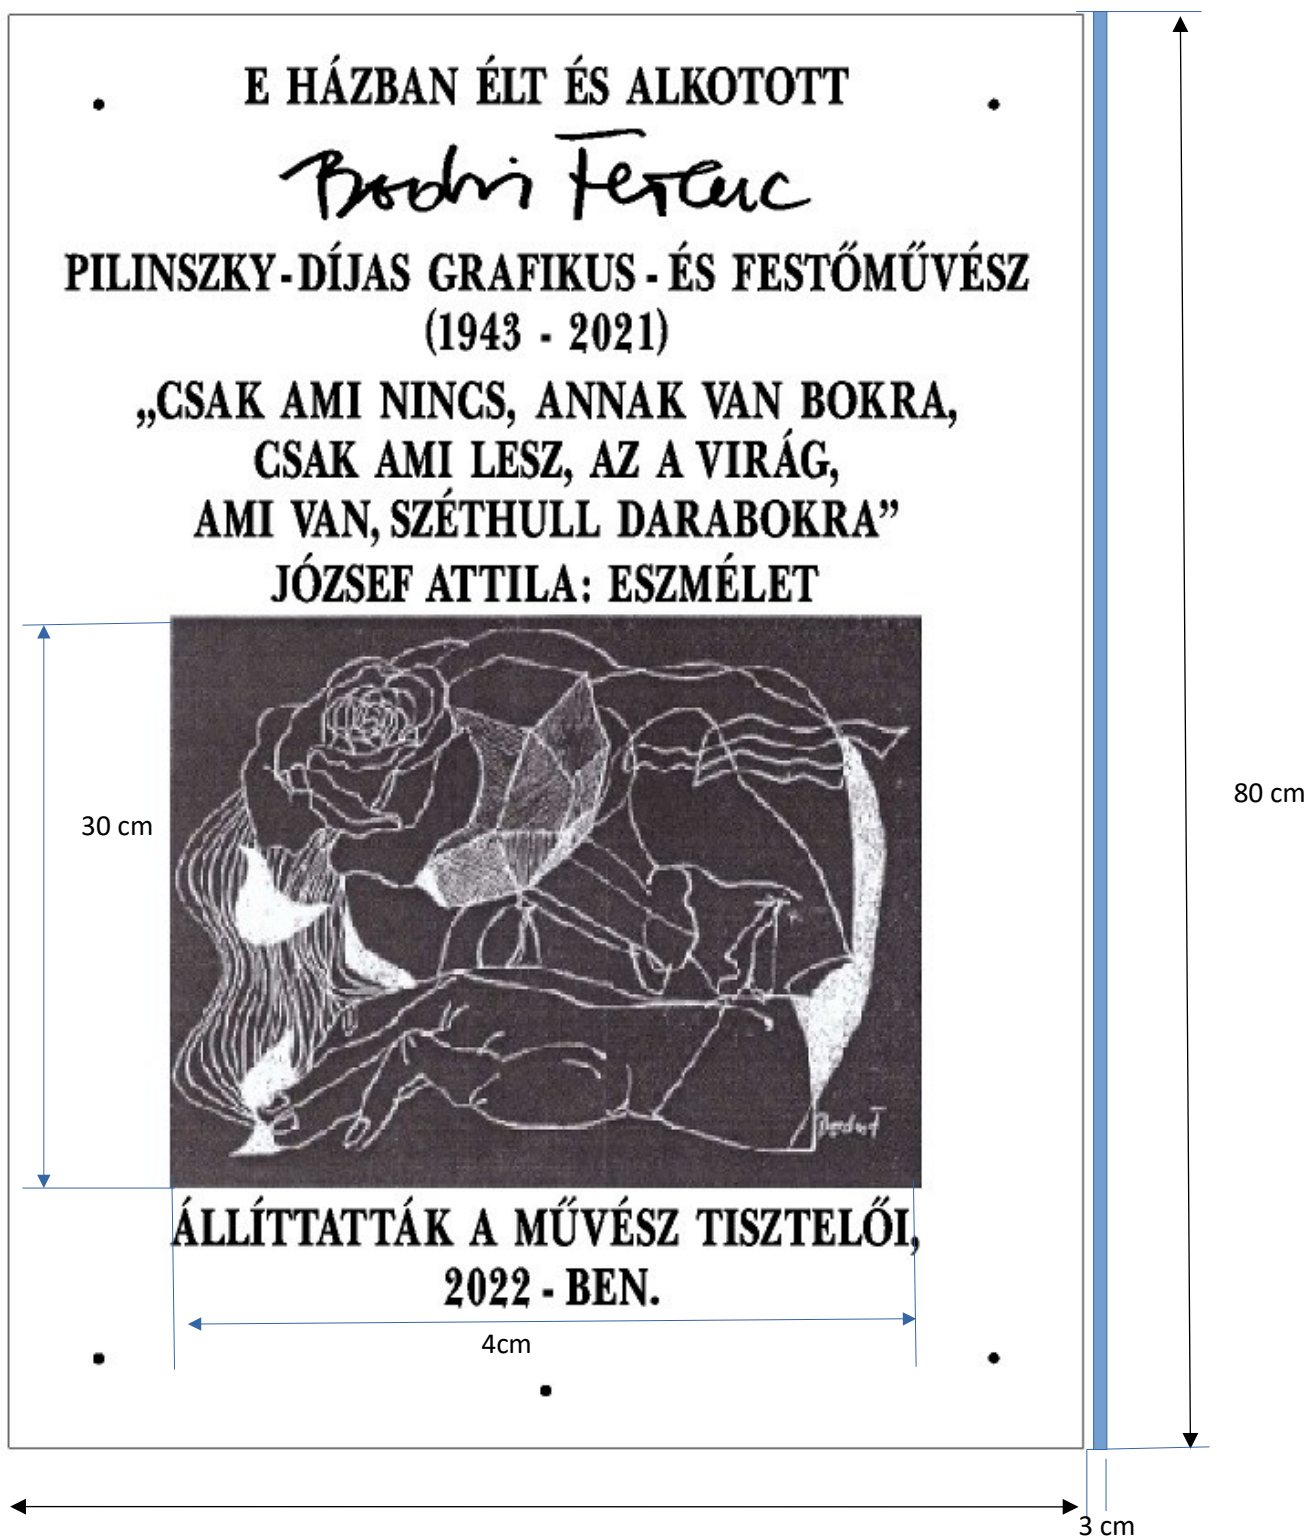 E HÁZBAN ÉLT ÉS ALKOTOTT
Bodri Ferenc
PILINSZKY-DÍJAS GRAFIKUS - ÉS FESTŐMŰVÉSZ
(1943 - 2021)
„CSAK AMI NINCS, ANNAK VAN BOKRA,
CSAK AMI LESZ, AZ A VIRÁG,
AMI VAN, SZÉTHULL DARABOKRA”
JÓZSEF ATTILA: ESZMÉLET
80 cm
30 cm
ÁLLÍTTATTÁK A MŰVÉSZ TISZTELŐI,
2022 - BEN.
4cm
3 cm